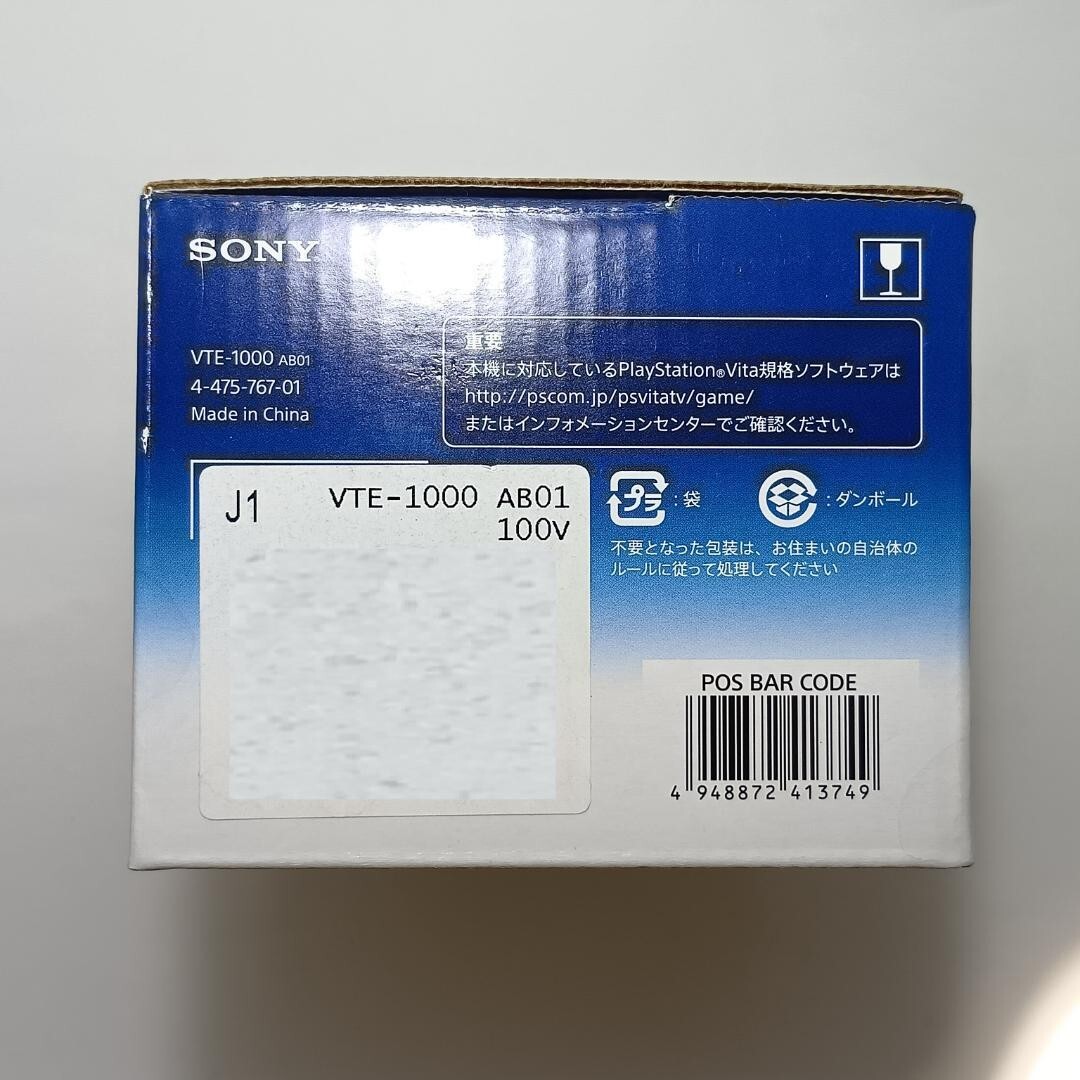 SONY
VTE-1000 AB01
4-475-767-01
Made in China
重要
本機に対応しているPlayStation®Vita規格ソフトウェアは
http://pscom.jp/psvitatv/game/
またはインフォメーションセンターでご確認ください。
J1
VTE-1000 AB01
100V
プラ :袋
:ダンボール
不要となった包装は、お住まいの自治体の
ルールに従って処理してください
POS BAR CODE
4 948872 413749